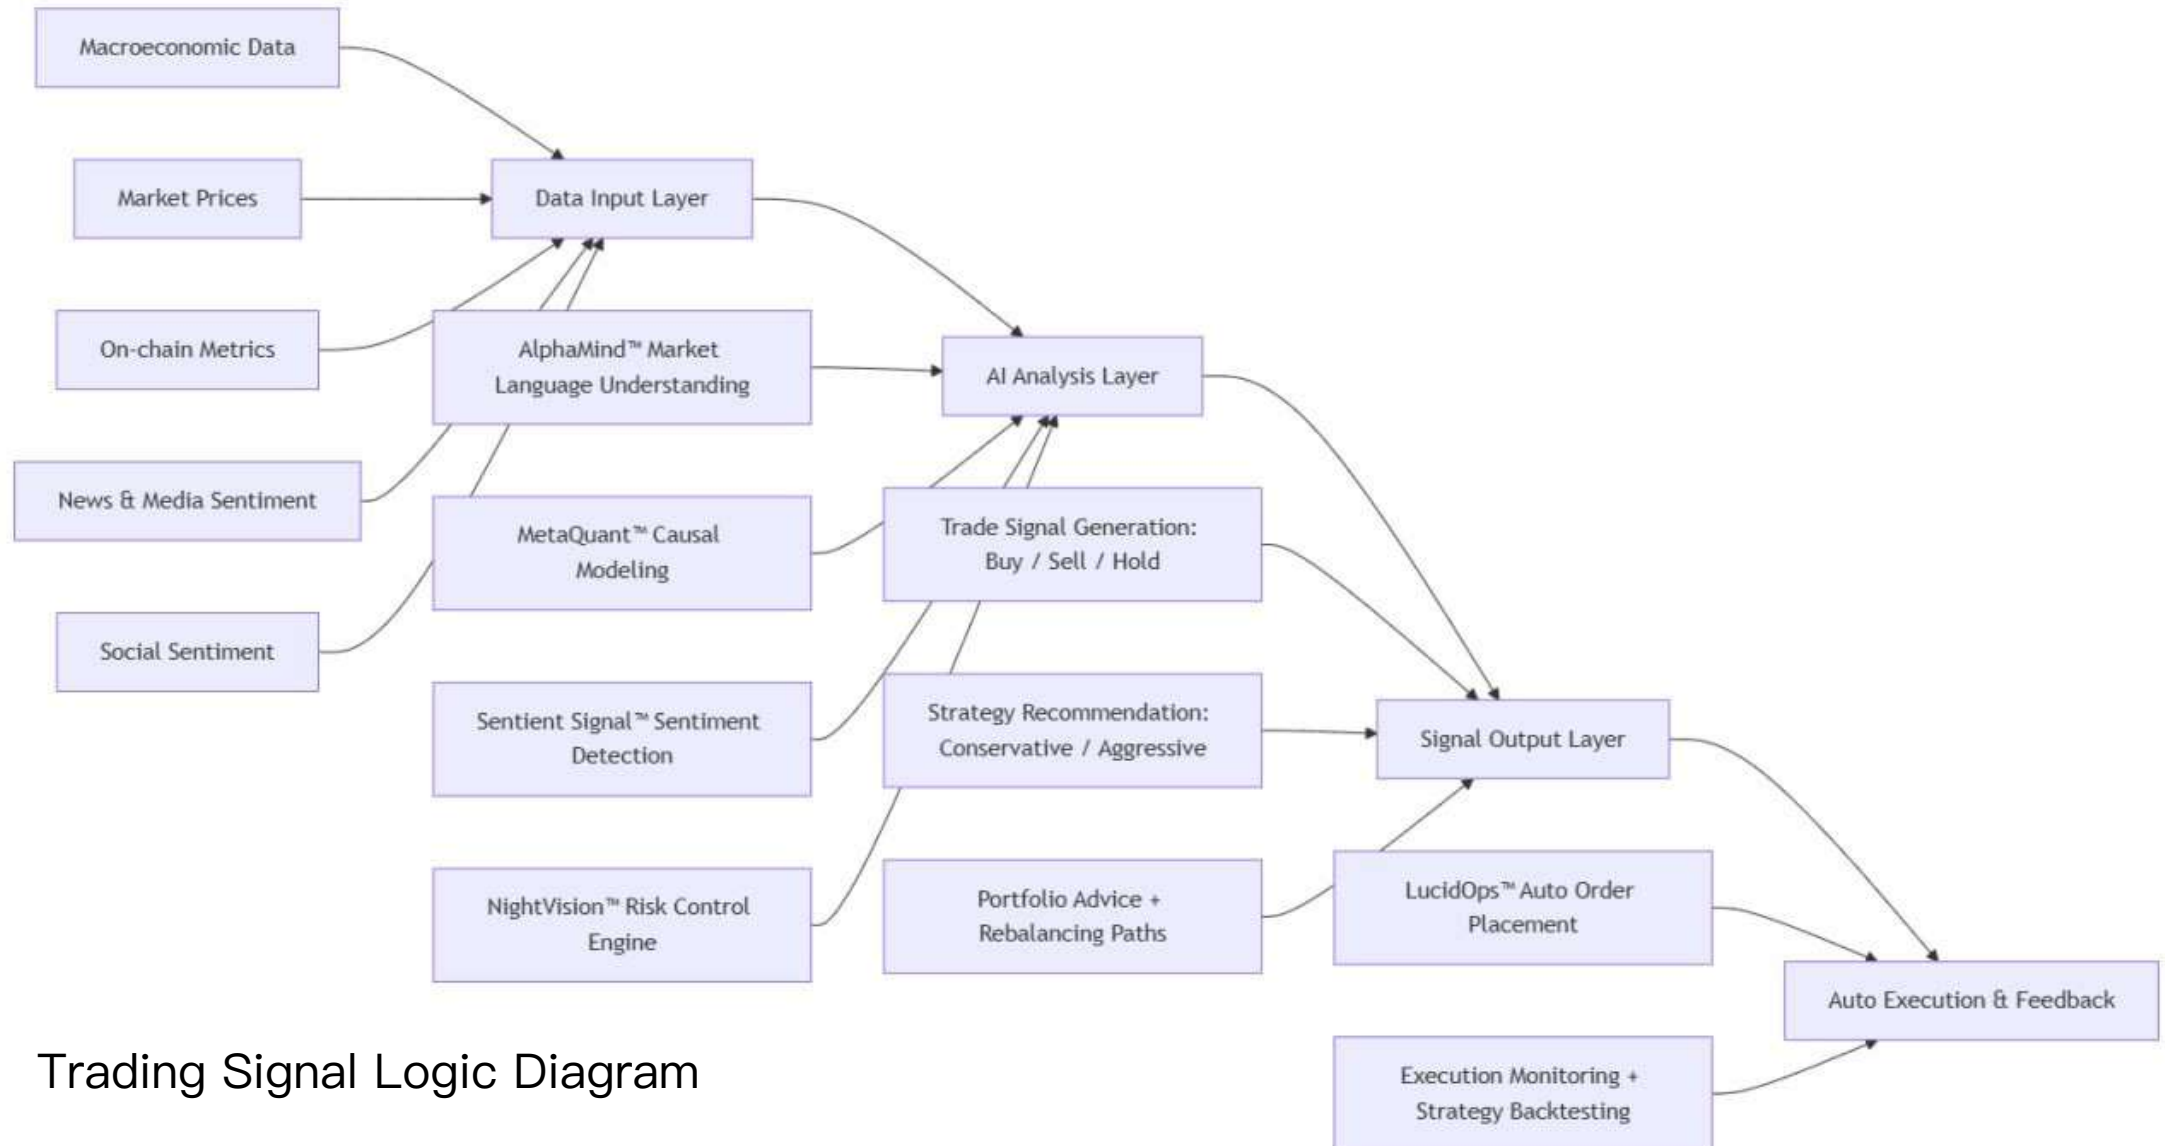 Macroeconomic Data
Market Prices
Data Input Layer
On-chain Metrics
AlphaMind™ Market
Language Understanding
AI Analysis Layer
News & Media Sentiment
MetaQuant™ Causal
Modeling
Trade Signal Generation:
Buy / Sell / Hold
Social Sentiment
Sentient Signal™ Sentiment
Detection
Strategy Recommendation:
Conservative / Aggressive
Signal Output Layer
NightVision™ Risk Control
Engine
Portfolio Advice +
Rebalancing Paths
LucidOps™ Auto Order
Placement
Auto Execution & Feedback
Execution Monitoring +
Strategy Backtesting
Trading Signal Logic Diagram